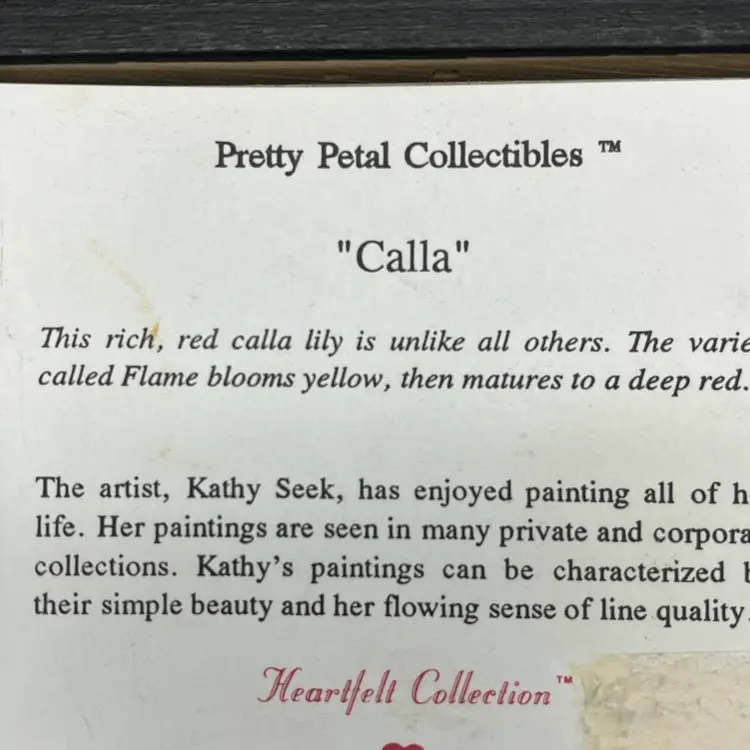 Pretty Petal Collectibles ™
"Calla"
This rich, red calla lily is unlike all others. The varie
called Flame blooms yellow, then matures to a deep red.
The artist, Kathy Seek, has enjoyed painting all of h
life. Her paintings are seen in many private and corpora
collections. Kathy's paintings can be characterized b
their simple beauty and her flowing sense of line quality.
Heartfelt Collection™